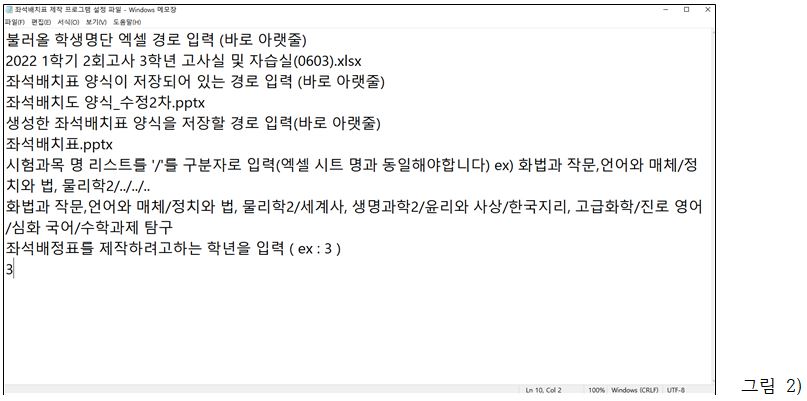 좌석배치표 제작 프로그램 설정 파일 - Windows 메모장
파일(F) 편집(E) 서식(O) 보기(V) 도움말(H)
불러올 학생명단 엑셀 경로 입력 (바로 아랫줄)
2022 1학기 2회고사 3학년 고사실 및 자습실(0603).xlsx
좌석배치표 양식이 저장되어 있는 경로 입력 (바로 아랫줄)
좌석배치도 양식_수정2차.pptx
생성한 좌석배치표 양식을 저장할 경로 입력(바로 아랫줄)
좌석배치표.pptx
시험과목 명 리스트를 '/'를 구분자로 입력(엑셀 시트 명과 동일해야합니다) ex) 화법과 작문,언어와 매체/정
치와 법, 물리학2/../../..
화법과 작문,언어와 매체/정치와 법, 물리학2/세계사, 생명과학2/윤리와 사상/한국지리, 고급화학/진로 영어
/심화 국어/수학과제 탐구
좌석배정표를 제작하려고하는 학년을 입력 ( ex : 3 )
3
Ln 10, Col 2 100% Windows (CRLF) UTF-8
그림 2)